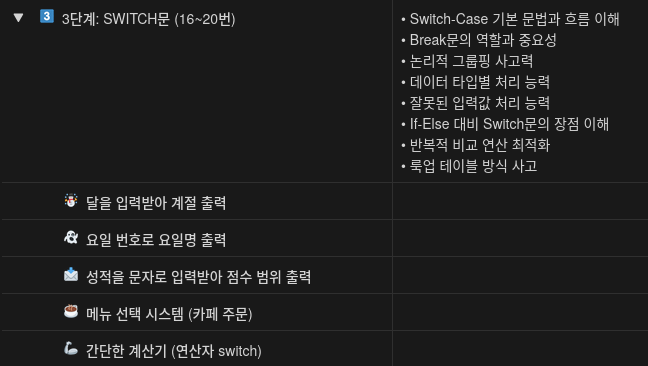 ▼ 3️⃣ 3단계: SWITCH문 (16~20번)
• Switch-Case 기본 문법과 흐름 이해
• Break문의 역할과 중요성
• 논리적 그룹핑 사고력
• 데이터 타입별 처리 능력
• 잘못된 입력값 처리 능력
• If-Else 대비 Switch문의 장점 이해
• 반복적 비교 연산 최적화
• 룩업 테이블 방식 사고
달을 입력받아 계절 출력
요일 번호로 요일명 출력
성적을 문자로 입력받아 점수 범위 출력
메뉴 선택 시스템 (카페 주문)
간단한 계산기 (연산자 switch)